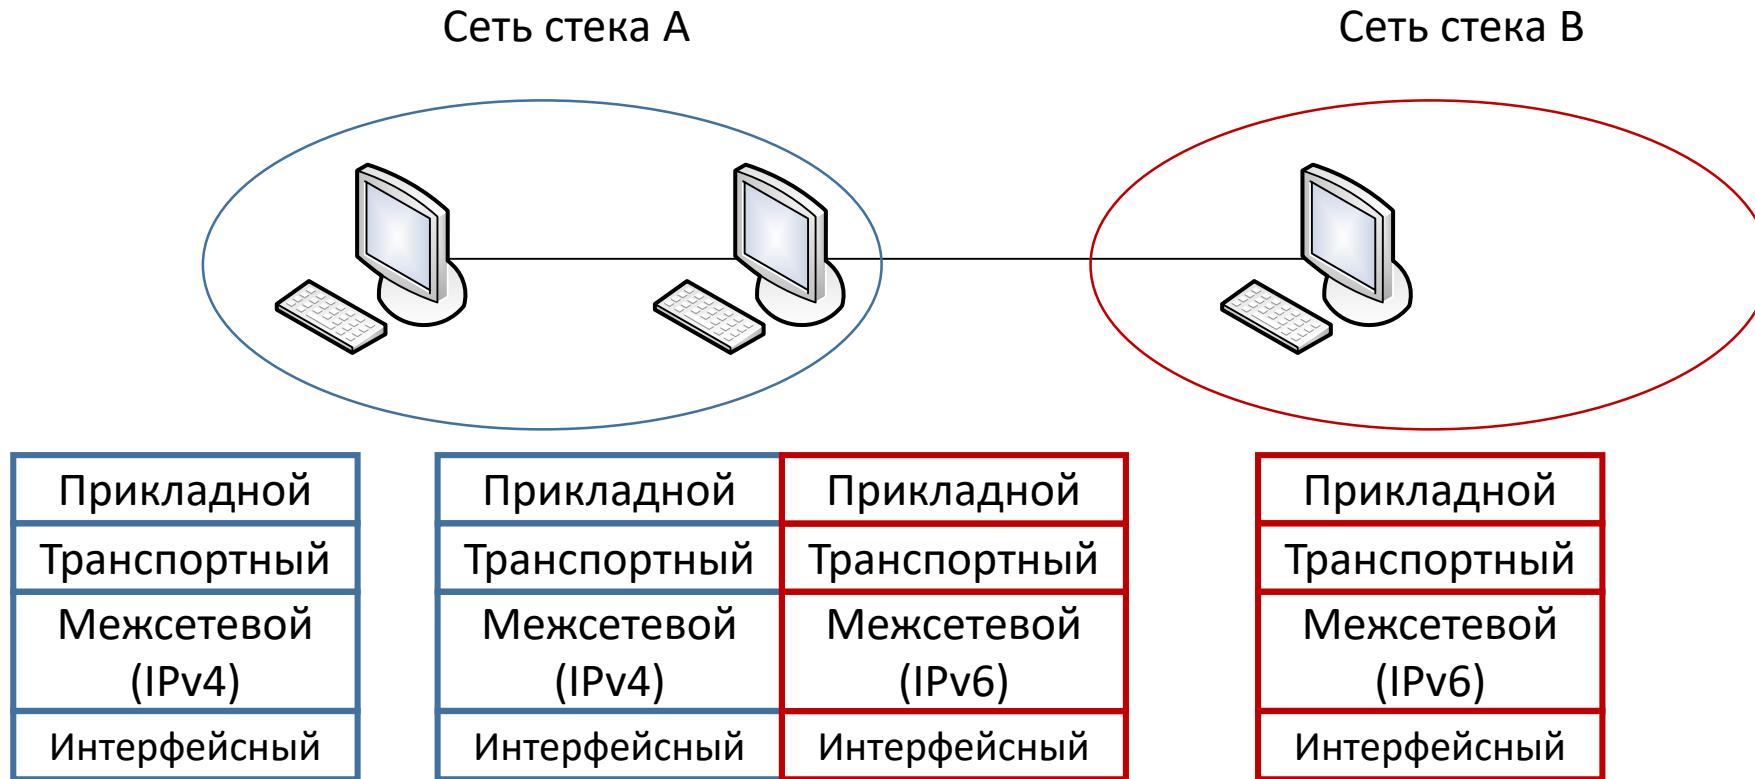 Сеть стека А
Сеть стека В
Прикладной
Транспортный
Межсетевой
(IPv4)
Интерфейсный
Прикладной
Транспортный
Межсетевой
(IPv4)
Интерфейсный
Прикладной
Транспортный
Межсетевой
(IPv6)
Интерфейсный
Прикладной
Транспортный
Межсетевой
(IPv6)
Интерфейсный